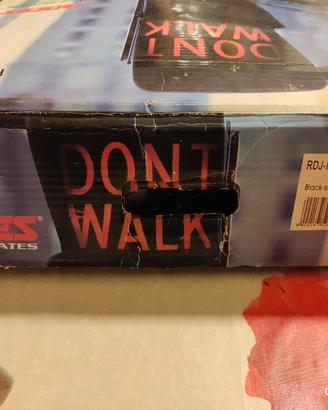 DONT
WALK
DONT
WALK
ATES
RDJ-
Black-s